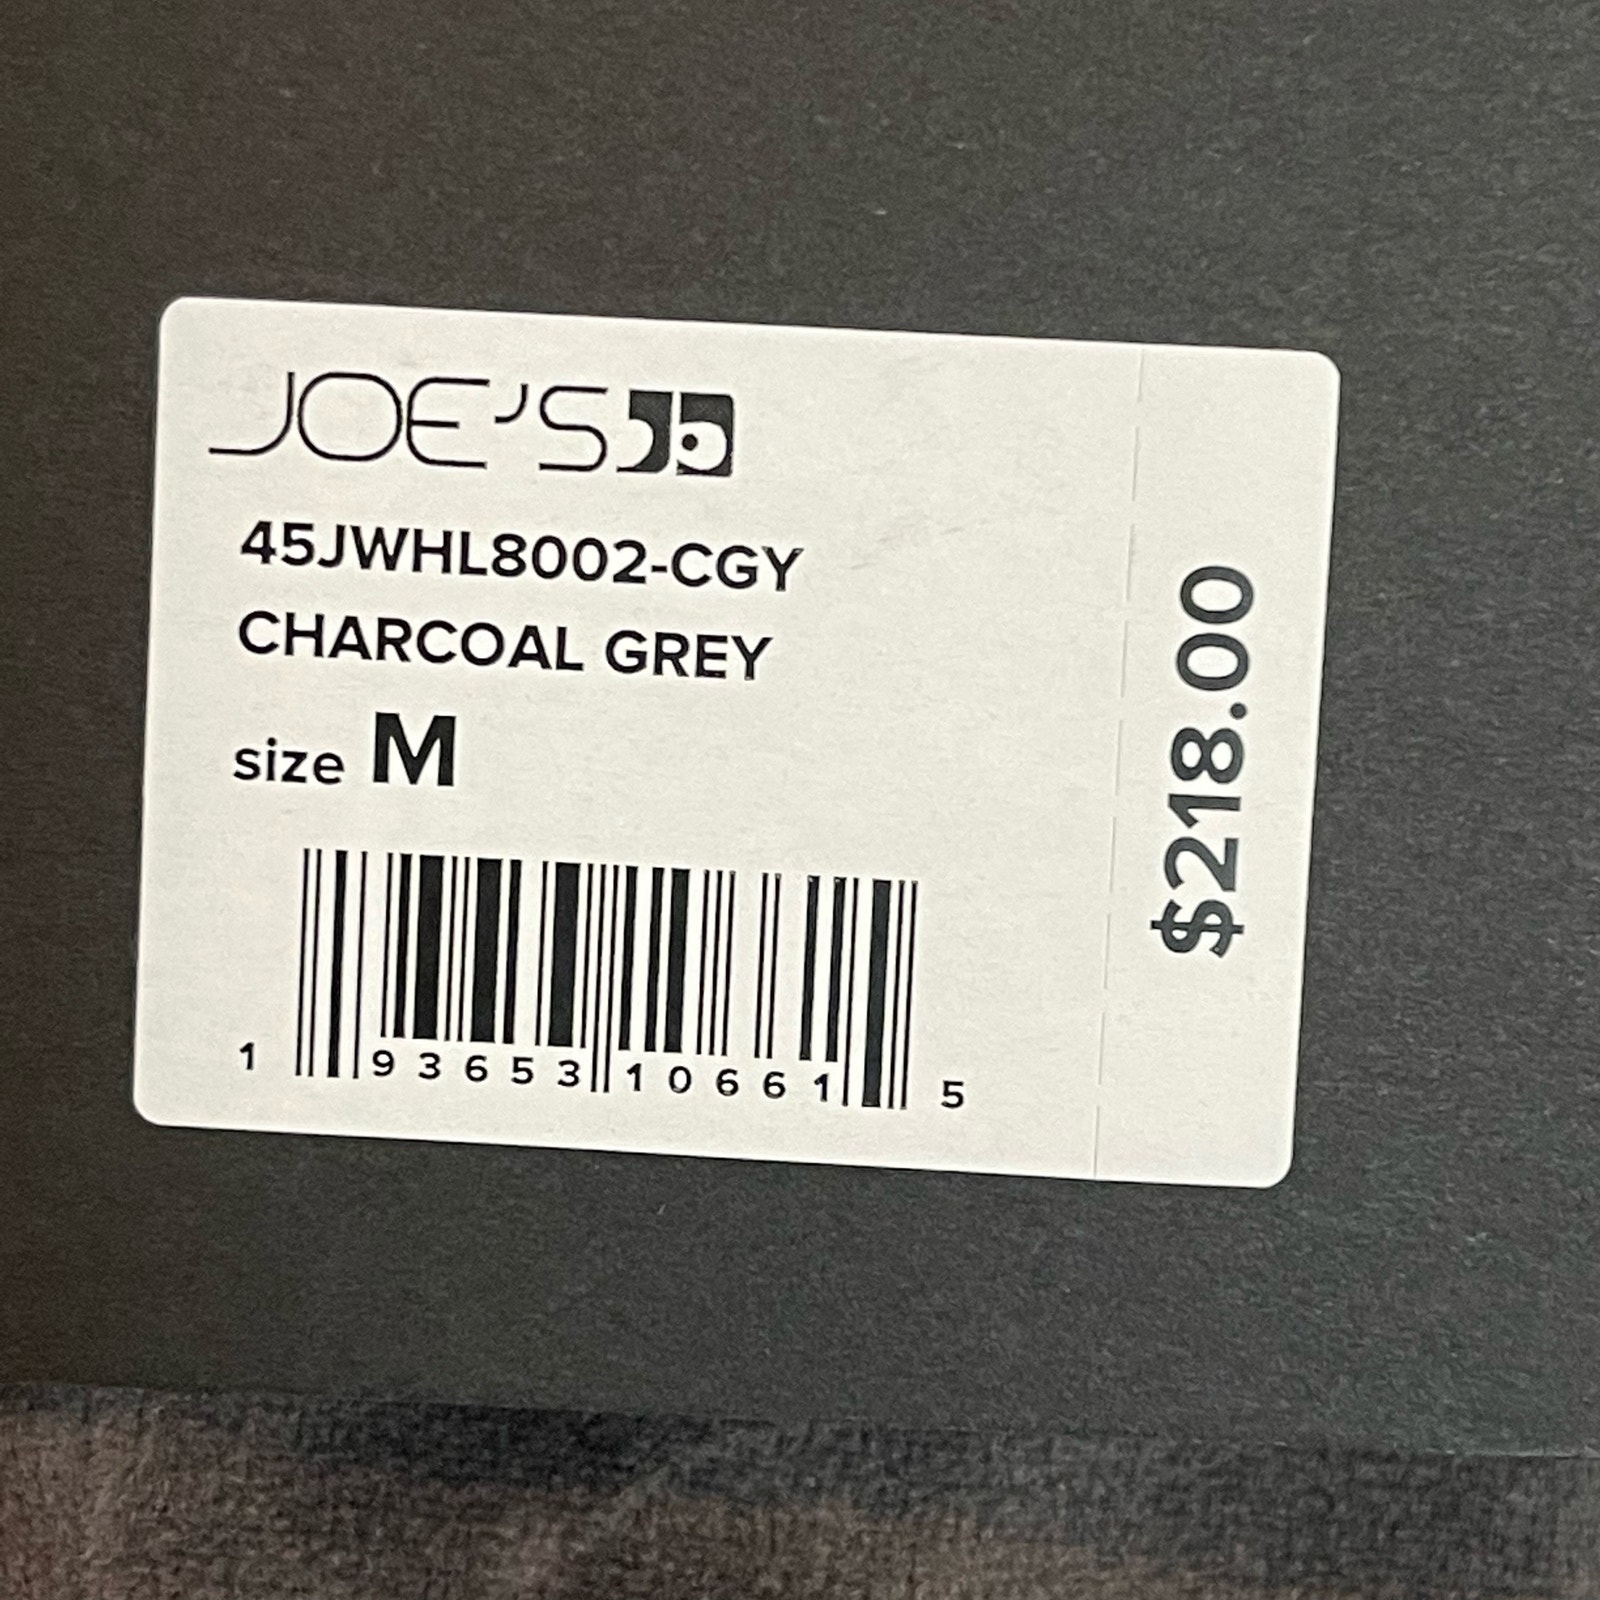 JOE'S
45JWHL8002-CGY
CHARCOAL GREY
size M
1 93653 10661 5
$218.00